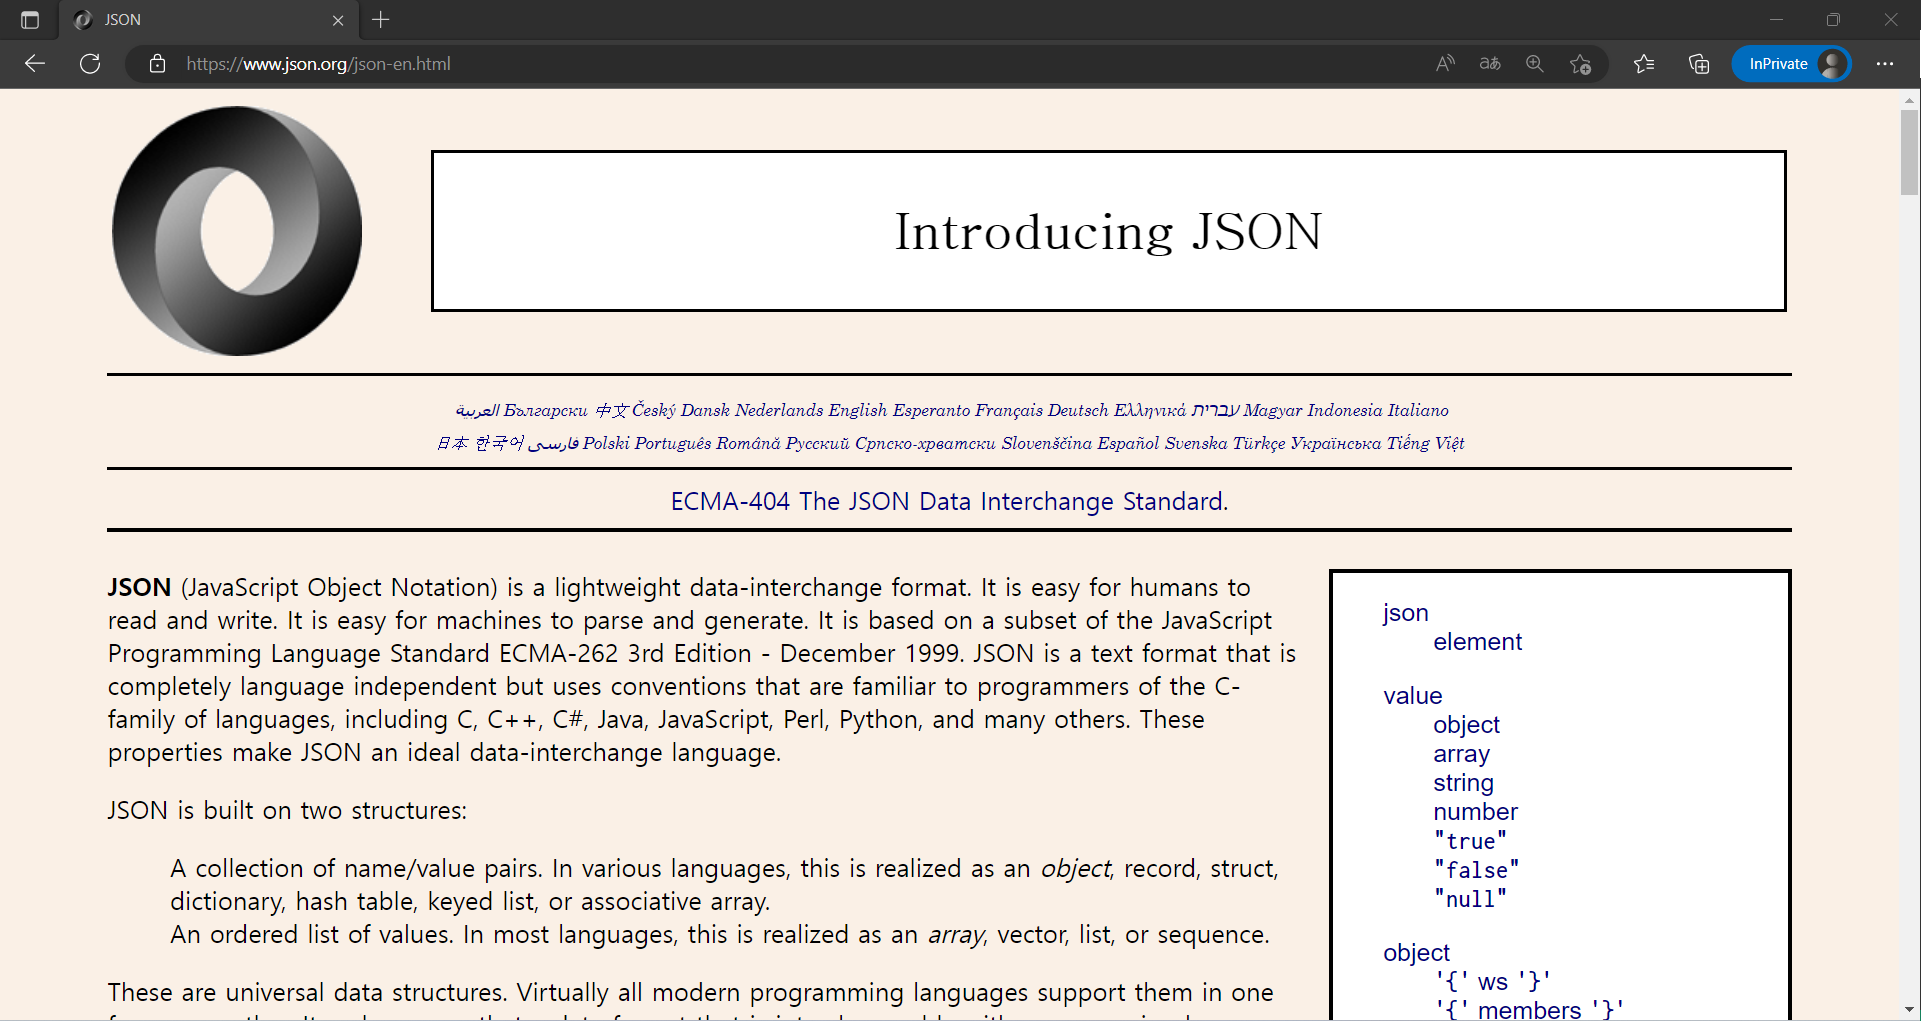 JSON
https://www.json.org/json-en.html
InPrivate
Introducing JSON
العربية Български 中文 Český Dansk Nederlands English Esperanto Français Deutsch Ελληνικά עברית Magyar Indonesia Italiano
日本 한국어 فارسی Polski Português Română Русский Српско-хрватски Slovenščina Español Svenska Türkçe Українська Tiếng Việt
ECMA-404 The JSON Data Interchange Standard.
JSON (JavaScript Object Notation) is a lightweight data-interchange format. It is easy for humans to
read and write. It is easy for machines to parse and generate. It is based on a subset of the JavaScript
Programming Language Standard ECMA-262 3rd Edition - December 1999. JSON is a text format that is
completely language independent but uses conventions that are familiar to programmers of the C-
family of languages, including C, C++, C#, Java, JavaScript, Perl, Python, and many others. These
properties make JSON an ideal data-interchange language.
JSON is built on two structures:
A collection of name/value pairs. In various languages, this is realized as an object, record, struct,
dictionary, hash table, keyed list, or associative array.
An ordered list of values. In most languages, this is realized as an array, vector, list, or sequence.
These are universal data structures. Virtually all modern programming languages support them in one
json
element
value
object
array
string
number
"true"
"false"
"null"
object
'{' ws '}'
'{' members '}'